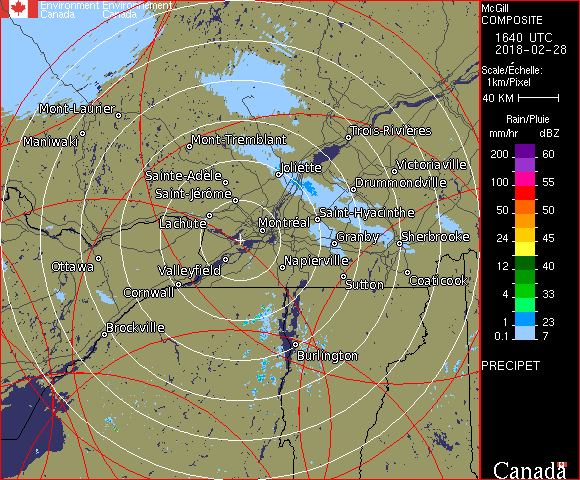 Environment Environnement
Canada Canada
McGill
COMPOSITE
1640 UTC
2018-02-28
Scale/Échelle:
1km/Pixel
40 KM
Rain/Pluie
mm/hr dBZ
200 60
100 55
50 50
24 45
12 40
4 33
1 23
0.1 7
PRECIPET
Canada
Mont-Laurier
Maniwaki
Mont-Tremblant
Trois-Rivières
Sainte-Adèle
Joliette
Victoriaville
Saint-Jérôme
Drummondville
Lachute
Montréal
Saint-Hyacinthe
Granby
Sherbrooke
Ottawa
Valleyfield
Napierville
Cornwall
Sutton
Coaticook
Brockville
Burlington